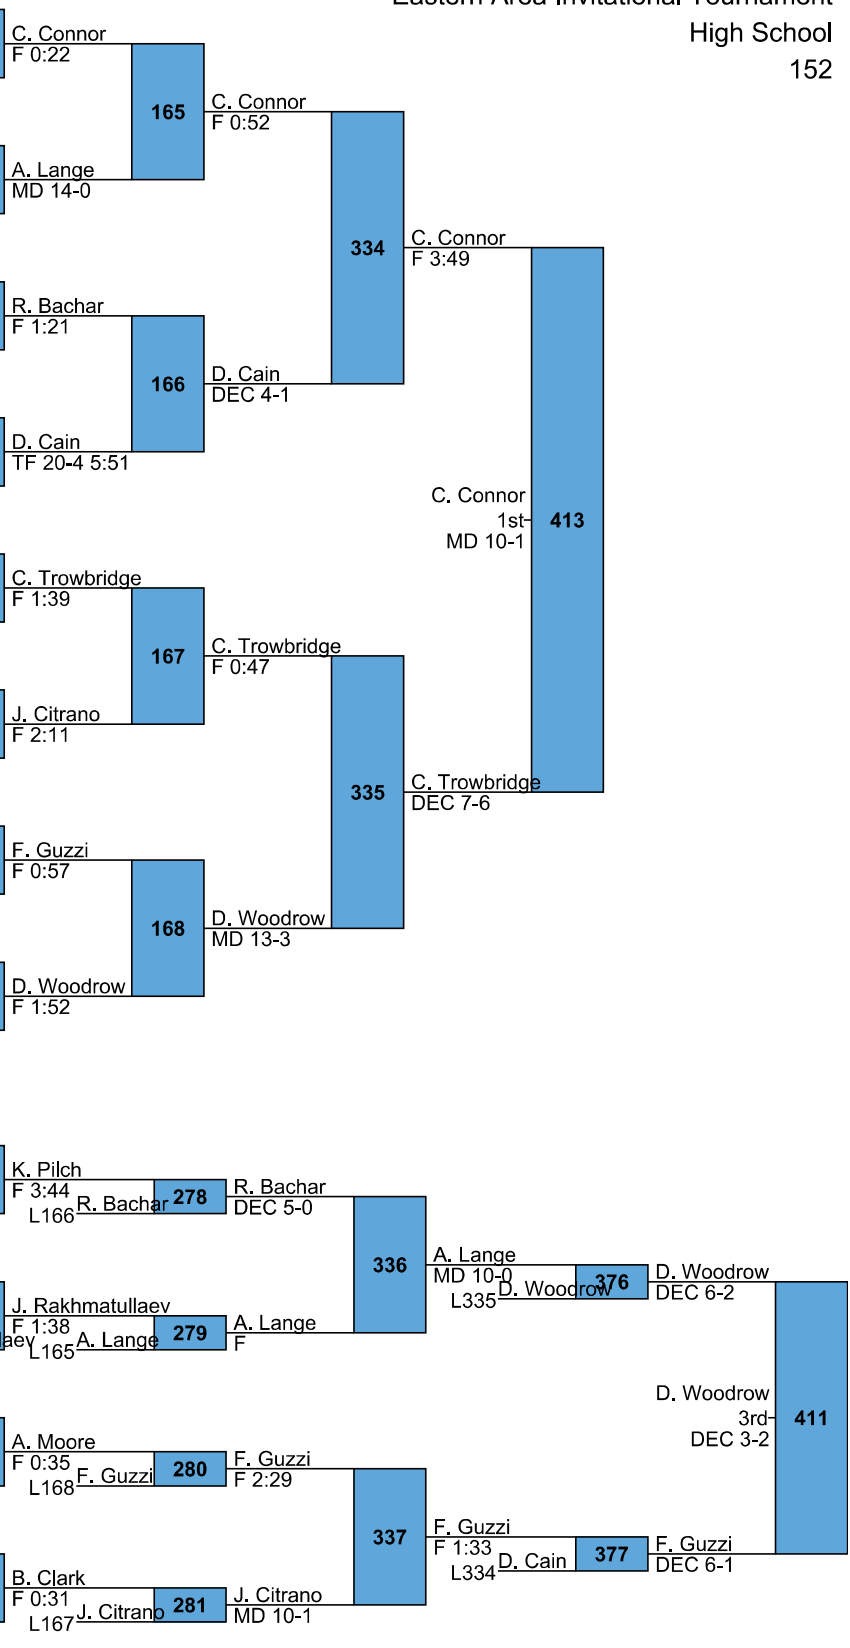 High School
152
C. Connor
F 0:22
165
C. Connor
F 0:52
A. Lange
MD 14-0
334
C. Connor
F 3:49
R. Bachar
F 1:21
166
D. Cain
DEC 4-1
D. Cain
TF 20-4 5:51
C. Connor
1st
MD 10-1
413
C. Trowbridge
F 1:39
167
C. Trowbridge
F 0:47
J. Citrano
F 2:11
335
C. Trowbridge
DEC 7-6
F. Guzzi
F 0:57
168
D. Woodrow
MD 13-3
D. Woodrow
F 1:52
K. Pilch
F 3:44
L166 R. Bachar
278
R. Bachar
DEC 5-0
336
A. Lange
MD 10-0
L335 D. Woodrow
376
D. Woodrow
DEC 6-2
J. Rakhmatullaev
F 1:38
L165 A. Lange
279
A. Lange
F
D. Woodrow
3rd
DEC 3-2
411
A. Moore
F 0:35
L168 F. Guzzi
280
F. Guzzi
F 2:29
337
F. Guzzi
F 1:33
L334 D. Cain
377
F. Guzzi
DEC 6-1
B. Clark
F 0:31
L167 J. Citrano
281
J. Citrano
MD 10-1